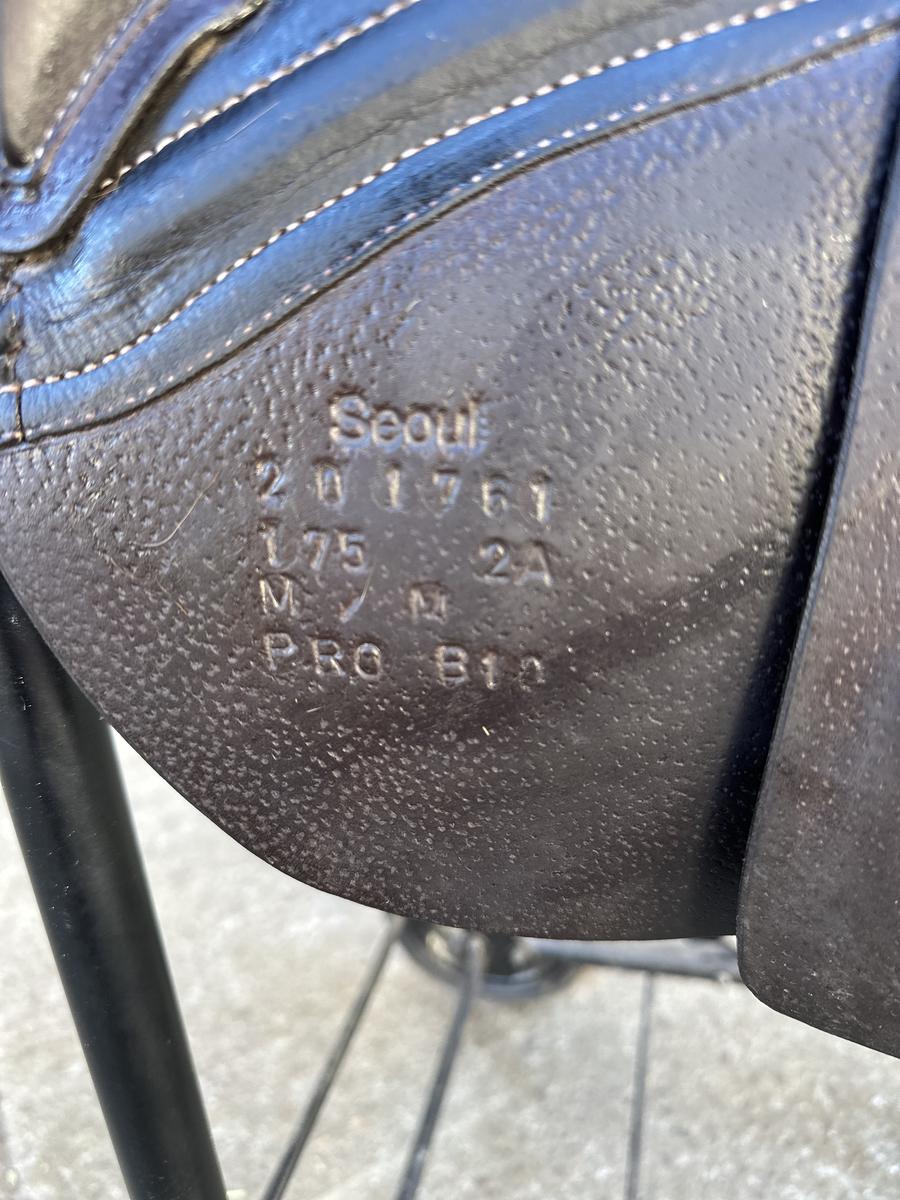 Seoul
201761
175 2A
M / M
PRO B10